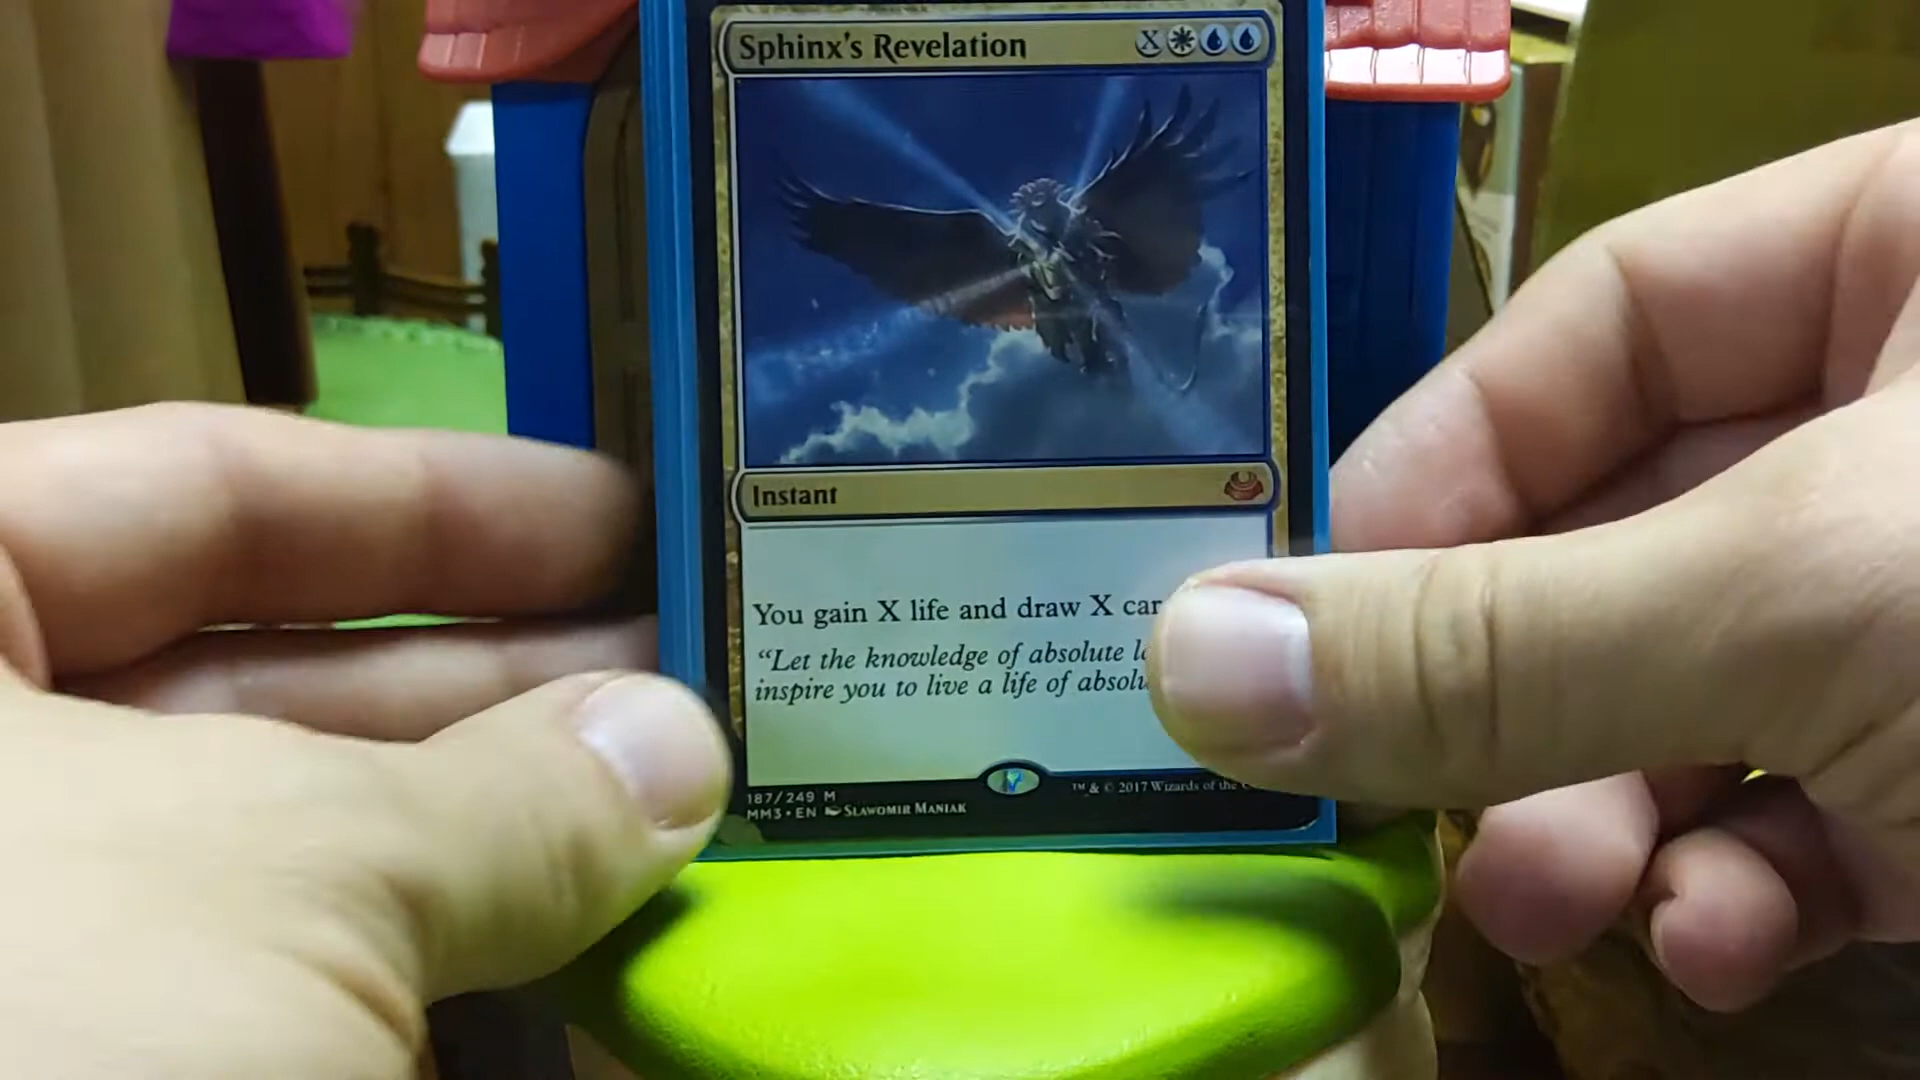 Sphinx's Revelation X
Instant
You gain X life and draw X car
“Let the knowledge of absolute
inspire you to live a life of absolu
187/249 M
MM3 • EN SLAWOMIR MANIAK
™ & © 2017 Wizards of the